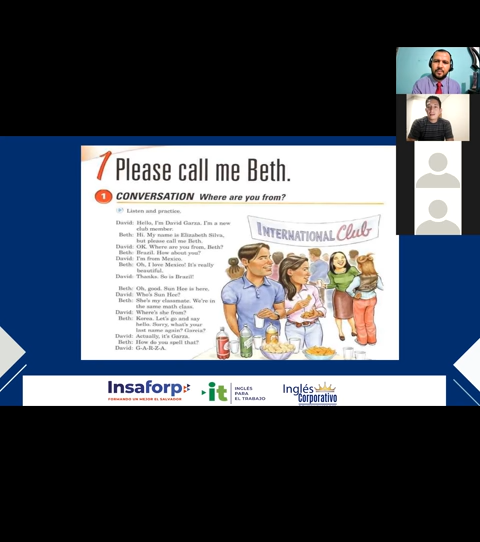 1 Please call me Beth.
1 CONVERSATION Where are you from?
Listen and practice.
David: Hello, I'm David Garza. I'm a new
club member.
Beth: Hi. My name is Elizabeth Silva,
but please call me Beth.
David: OK. Where are you from, Beth?
Beth: Brazil. How about you?
David: I'm from Mexico.
Beth: Oh, I love Mexico! It's really
beautiful.
David: Thanks. So is Brazil!
Beth: Oh, good. Sun Hee is here.
David: Who's Sun Hee?
Beth: She's my classmate. We're in
the same math class.
David: Where's she from?
Beth: Korea. Let's go and say
hello. Sorry, what's your
last name again? Garcia?
David: Actually, it's Garza.
Beth: How do you spell that?
David: G-A-R-Z-A.
INTERNATIONAL Club
Insaforp
FORMANDO UN MEJOR EL SALVADOR
it
INGLÉS
PARA
EL TRABAJO
Inglés
Corporativo